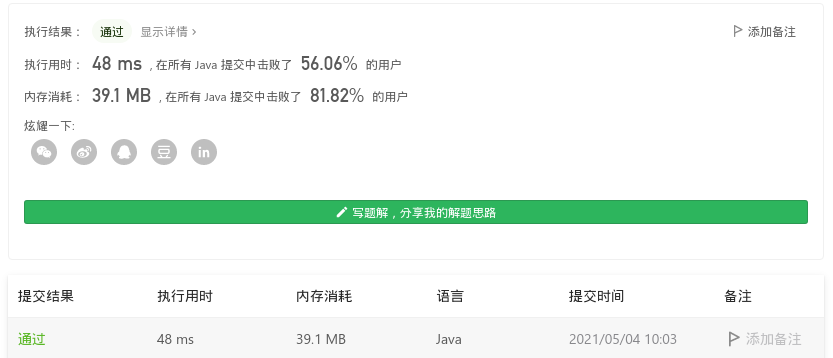 执行结果： 通过 显示详情 › 添加备注
执行用时： 48 ms , 在所有 Java 提交中击败了 56.06% 的用户
内存消耗： 39.1 MB , 在所有 Java 提交中击败了 81.82% 的用户
炫耀一下:
豆 in
写题解，分享我的解题思路
提交结果 执行用时 内存消耗 语言 提交时间 备注
通过 48 ms 39.1 MB Java 2021/05/04 10:03 添加备注